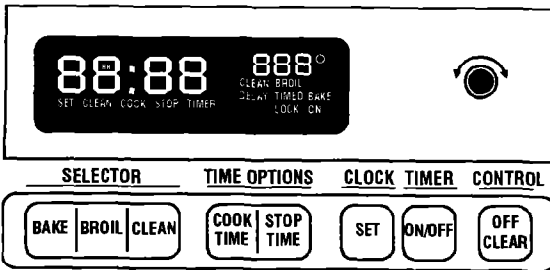 88:88 888°
CLEAN BROIL
SET CLEAN COOK STOP TIMER DELAY TIMED BAKE
LOCK ON
SELECTOR TIME OPTIONS CLOCK TIMER CONTROL
BAKE BROIL CLEAN COOK TIME STOP TIME SET ON/OFF OFF CLEAR